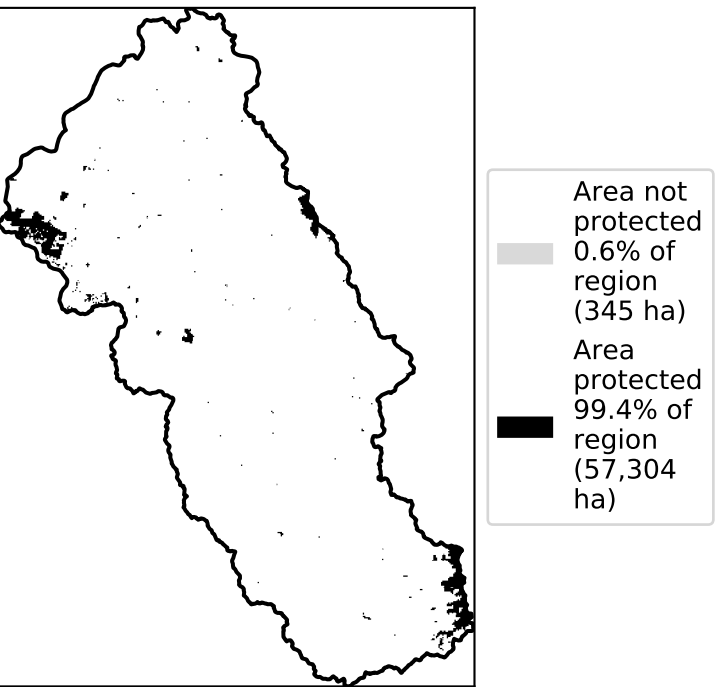 Area not
protected
0.6% of
region
(345 ha)
Area
protected
99.4% of
region
(57,304
ha)